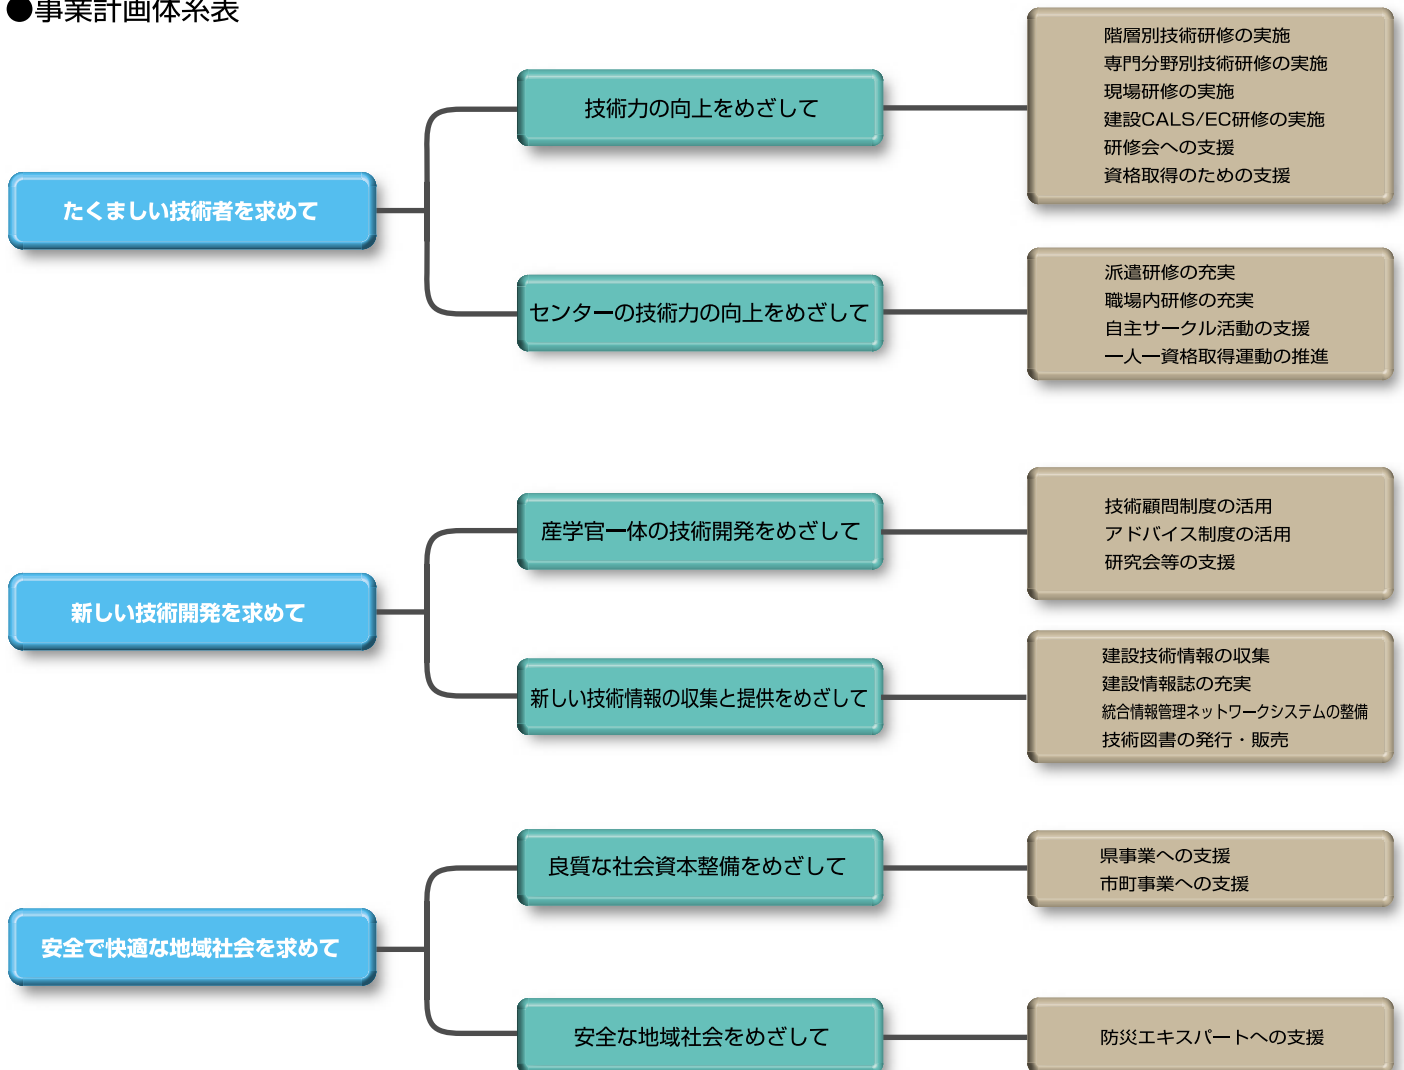 ●事業計画体系表
たくましい技術者を求めて
技術力の向上をめざして
階層別技術研修の実施
専門分野別技術研修の実施
現場研修の実施
建設CALS/EC研修の実施
研修会への支援
資格取得のための支援
センターの技術力の向上をめざして
派遣研修の充実
職場内研修の充実
自主サークル活動の支援
一人一資格取得運動の推進
新しい技術開発を求めて
産学官一体の技術開発をめざして
技術顧問制度の活用
アドバイス制度の活用
研究会等の支援
新しい技術情報の収集と提供をめざして
建設技術情報の収集
建設情報誌の充実
統合情報管理ネットワークシステムの整備
技術図書の発行・販売
安全で快適な地域社会を求めて
良質な社会資本整備をめざして
県事業への支援
市町事業への支援
安全な地域社会をめざして
防災エキスパートへの支援